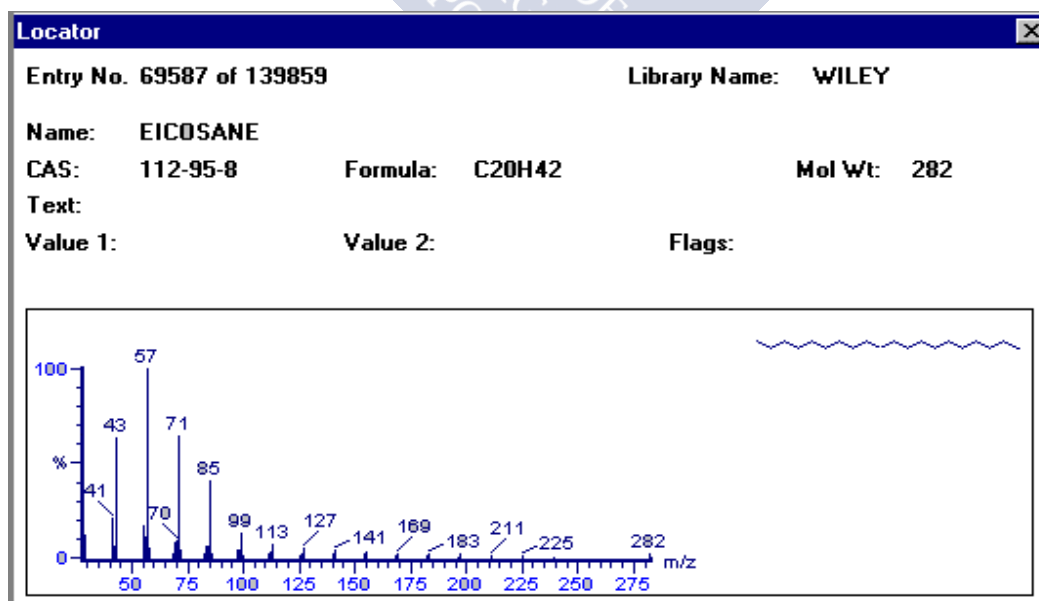 Locator
Entry No. 69587 of 139859 Library Name: WILEY
Name: EICOSANE
CAS: 112-95-8 Formula: C20H42 Mol Wt: 282
Text:
Value 1: Value 2: Flags:
57
100
43 71
%
85
41 70
99 113 127 141 169 183 211 225 282
0
m/z
50 75 100 125 150 175 200 225 250 275